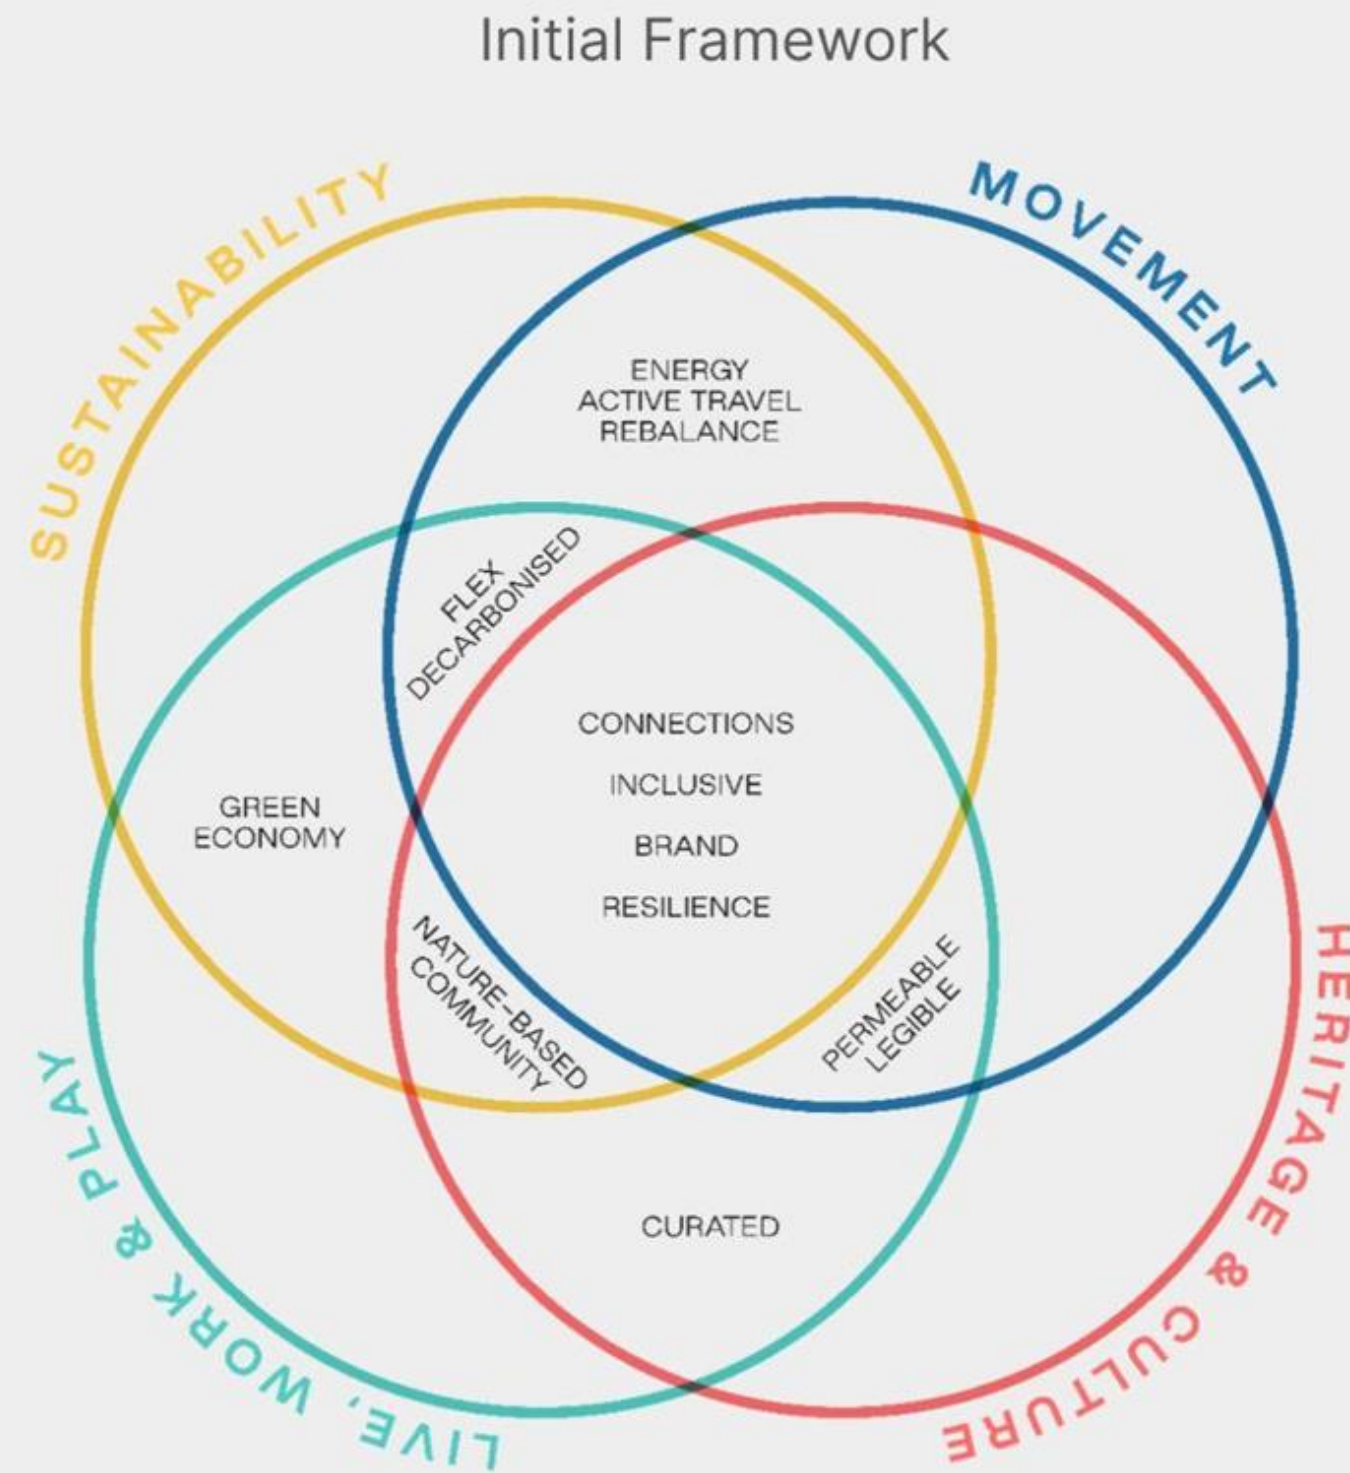 Initial Framework
SUSTAINABILITY
MOVEMENT
ENERGY
ACTIVE TRAVEL
REBALANCE
FLEX
DECARBONISED
CONNECTIONS
INCLUSIVE
BRAND
RESILIENCE
GREEN
ECONOMY
NATURE-BASED
COMMUNITY
PERMEABLE
LEGIBLE
CURATED
LIVE, WORK & PLAY
HERITAGE & CULTURE